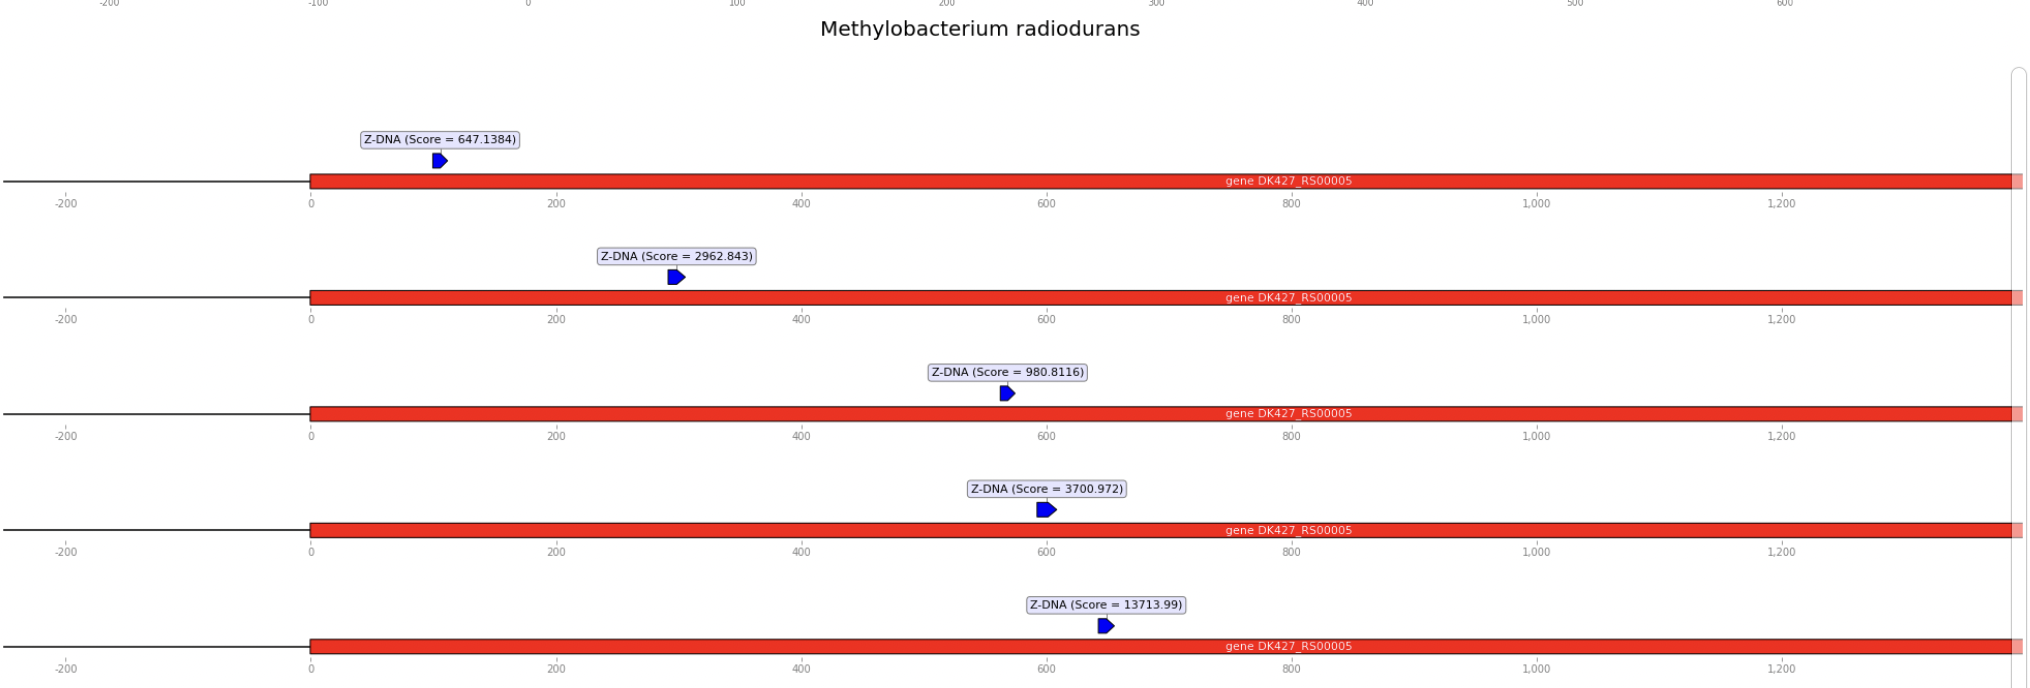 -200 -100 0 100 200 300 400 500 600
Methylobacterium radiodurans
Z-DNA (Score = 647.1384)
gene DK427_RS00005
-200 0 200 400 600 800 1,000 1,200
Z-DNA (Score = 2962.843)
gene DK427_RS00005
-200 0 200 400 600 800 1,000 1,200
Z-DNA (Score = 980.8116)
gene DK427_RS00005
-200 0 200 400 600 800 1,000 1,200
Z-DNA (Score = 3700.972)
gene DK427_RS00005
-200 0 200 400 600 800 1,000 1,200
Z-DNA (Score = 13713.99)
gene DK427_RS00005
-200 0 200 400 600 800 1,000 1,200